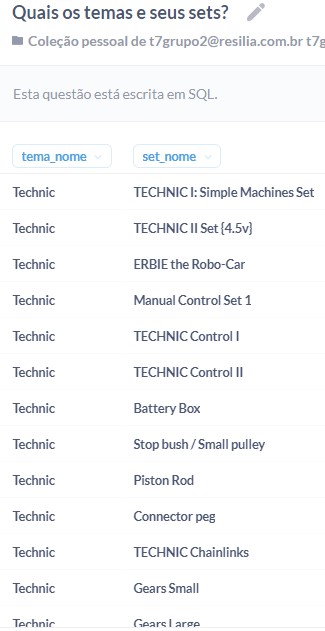 Quais os temas e seus sets?
Coleção pessoal de t7grupo2@resilia.com.br t7g
Esta questão está escrita em SQL.
tema_nome set_nome
Technic TECHNIC I: Simple Machines Set
Technic TECHNIC II Set {4.5v}
Technic ERBIE the Robo-Car
Technic Manual Control Set 1
Technic TECHNIC Control I
Technic TECHNIC Control II
Technic Battery Box
Technic Stop bush / Small pulley
Technic Piston Rod
Technic Connector peg
Technic TECHNIC Chainlinks
Technic Gears Small
Technic Gears Large